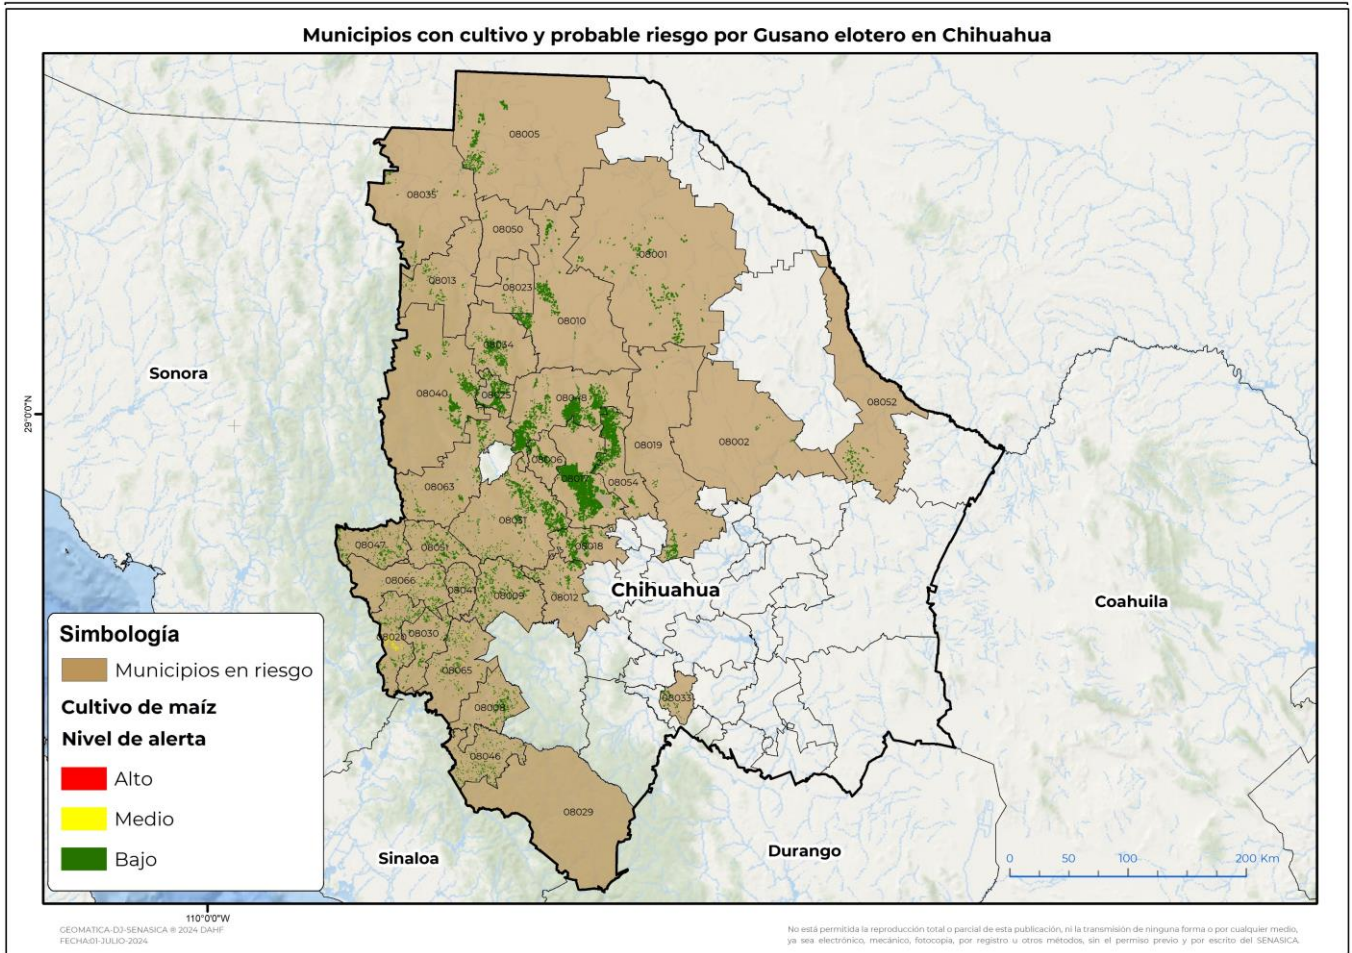 Municipios con cultivo y probable riesgo por Gusano elotero en Chihuahua
08005
08035
08050
08001
08013
08023
08010
08034
08040
08025
08048
08052
08002
08019
08006
08017
08054
08063
08031
08018
08047
08051
08066
08041
08009
08012
08020
08030
08065
08008
08033
08046
08029
Sonora
Chihuahua
Coahuila
Sinaloa
Durango
29°0'0"N
110°0'0"W
Simbología
Municipios en riesgo
Cultivo de maíz
Nivel de alerta
Alto
Medio
Bajo
0 50 100 200 Km
GEOMATICA-DJ-SENASICA ® 2024 DAHF
FECHA:01-JULIO-2024
No está permitida la reproducción total o parcial de esta publicación, ni la transmisión de ninguna forma o por cualquier medio,
ya sea electrónico, mecánico, fotocopia, por registro u otros métodos, sin el permiso previo y por escrito del SENASICA.